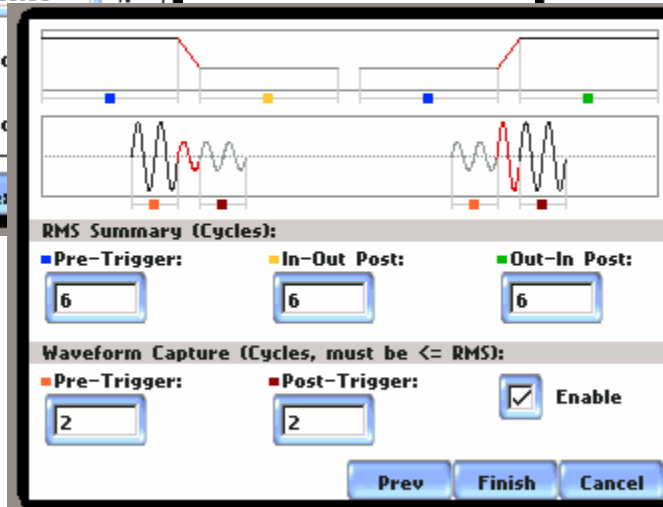 RMS Summary (Cycles):
Pre-Trigger: In-Out Post: Out-In Post:
6 6 6
Waveform Capture (Cycles, must be <= RMS):
Pre-Trigger: Post-Trigger:
2 2 Enable
Prev Finish Cancel